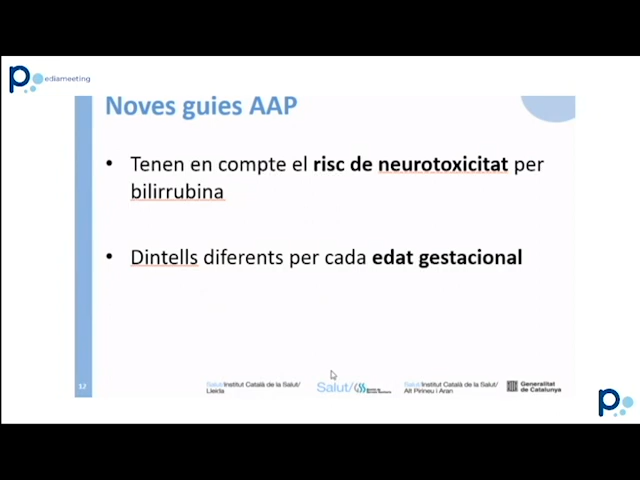 Pediameeting
Noves guies AAP
• Tenen en compte el risc de neurotoxicitat per
bilirrubina
• Dintells diferents per cada edat gestacional
17
Salut/Institut Català de la Salut/
Lleida
Salut/
Salut/Institut Català de la Salut/
Alt Pirineu i Aran
Generalitat
de Catalunya
P